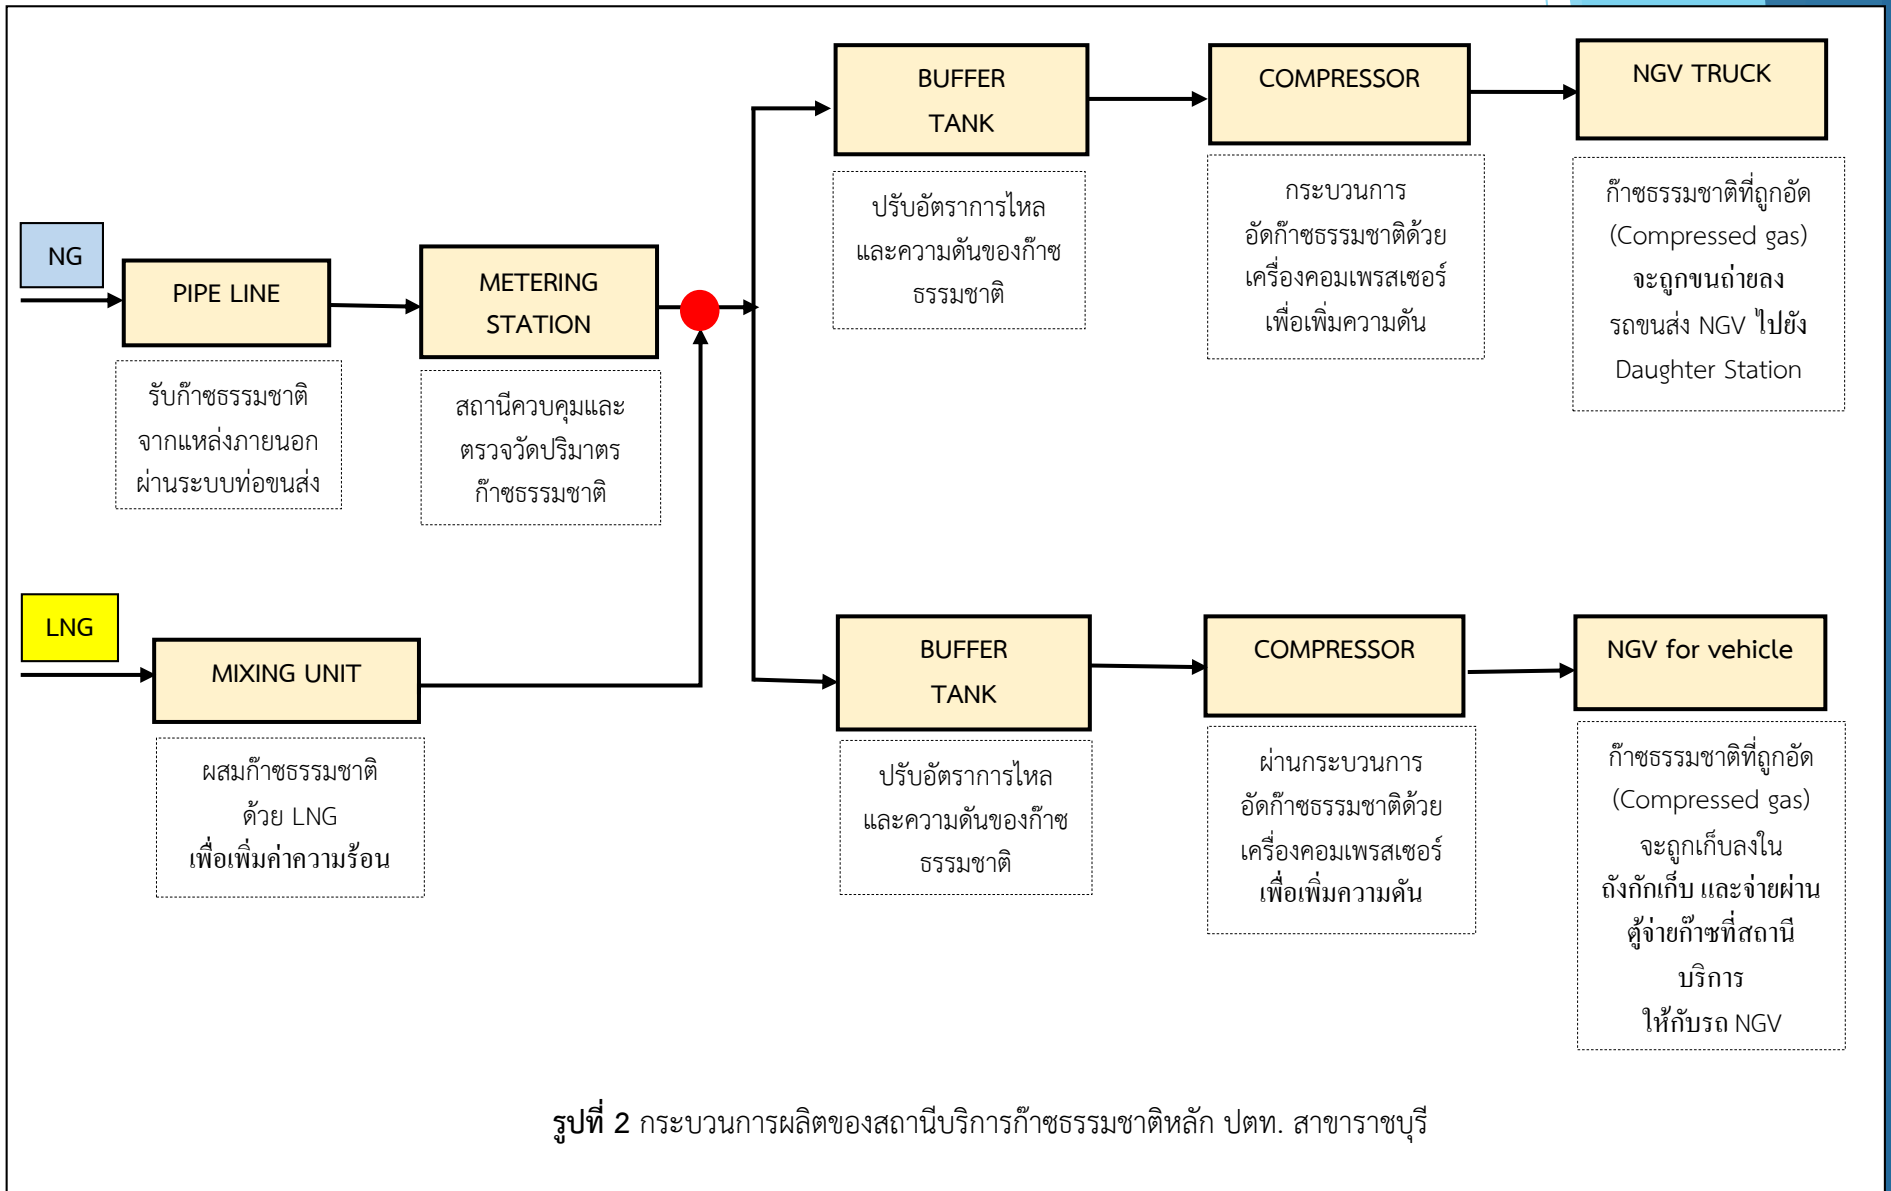 NG
PIPE LINE
รับก๊าซธรรมชาติ
จากแหล่งภายนอก
ผ่านระบบท่อขนส่ง
METERING
STATION
สถานีควบคุมและ
ตรวจวัดปริมาตร
ก๊าซธรรมชาติ
LNG
MIXING UNIT
ผสมก๊าซธรรมชาติ
ด้วย LNG
เพื่อเพิ่มค่าความร้อน
BUFFER
TANK
ปรับอัตราการไหล
และความดันของก๊าซ
ธรรมชาติ
COMPRESSOR
กระบวนการ
อัดก๊าซธรรมชาติด้วย
เครื่องคอมเพรสเซอร์
เพื่อเพิ่มความดัน
NGV TRUCK
ก๊าซธรรมชาติที่ถูกอัด
(Compressed gas)
จะถูกขนถ่ายลง
รถขนส่ง NGV ไปยัง
Daughter Station
BUFFER
TANK
ปรับอัตราการไหล
และความดันของก๊าซ
ธรรมชาติ
COMPRESSOR
ผ่านกระบวนการ
อัดก๊าซธรรมชาติด้วย
เครื่องคอมเพรสเซอร์
เพื่อเพิ่มความดัน
NGV for vehicle
ก๊าซธรรมชาติที่ถูกอัด
(Compressed gas)
จะถูกเก็บลงใน
ถังกักเก็บ และจ่ายผ่าน
ตู้จ่ายก๊าซที่สถานี
บริการ
ให้กับรถ NGV
รูปที่ 2 กระบวนการผลิตของสถานีบริการก๊าซธรรมชาติหลัก ปตท. สาขาราชบุรี